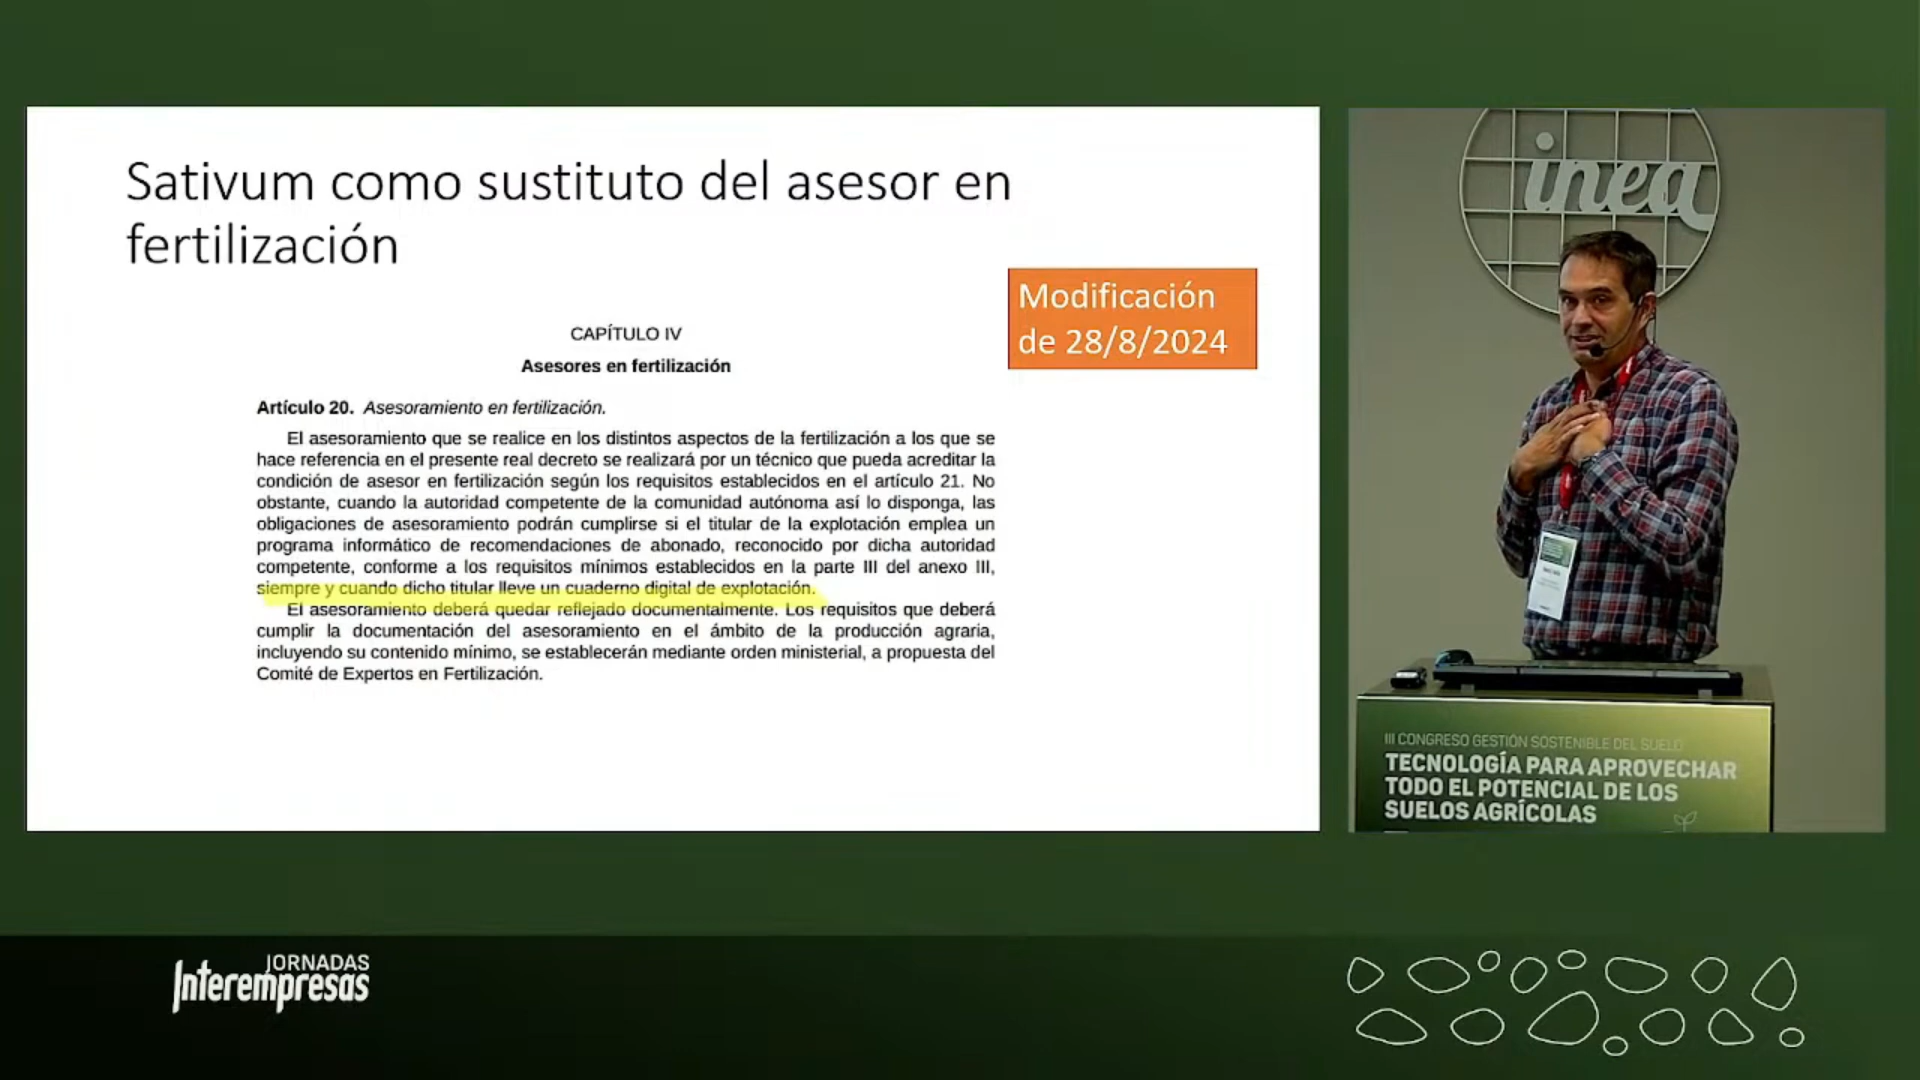 Sativum como sustituto del asesor en
fertilización
Modificación
de 28/8/2024
CAPÍTULO IV
Asesores en fertilización
Artículo 20. Asesoramiento en fertilización.
El asesoramiento que se realice en los distintos aspectos de la fertilización a los que se
hace referencia en el presente real decreto se realizará por un técnico que pueda acreditar la
condición de asesor en fertilización según los requisitos establecidos en el artículo 21. No
obstante, cuando la autoridad competente de la comunidad autónoma así lo disponga, las
obligaciones de asesoramiento podrán cumplirse si el titular de la explotación emplea un
programa informático de recomendaciones de abonado, reconocido por dicha autoridad
competente, conforme a los requisitos mínimos establecidos en la parte III del anexo III,
siempre y cuando dicho titular lleve un cuaderno digital de explotación.
El asesoramiento deberá quedar reflejado documentalmente. Los requisitos que deberá
cumplir la documentación del asesoramiento en el ámbito de la producción agraria,
incluyendo su contenido mínimo, se establecerán mediante orden ministerial, a propuesta del
Comité de Expertos en Fertilización.
inea
III CONGRESO GESTIÓN SOSTENIBLE DEL SUELO
TECNOLOGÍA PARA APROVECHAR
TODO EL POTENCIAL DE LOS
SUELOS AGRÍCOLAS
JORNADAS
Interempresas